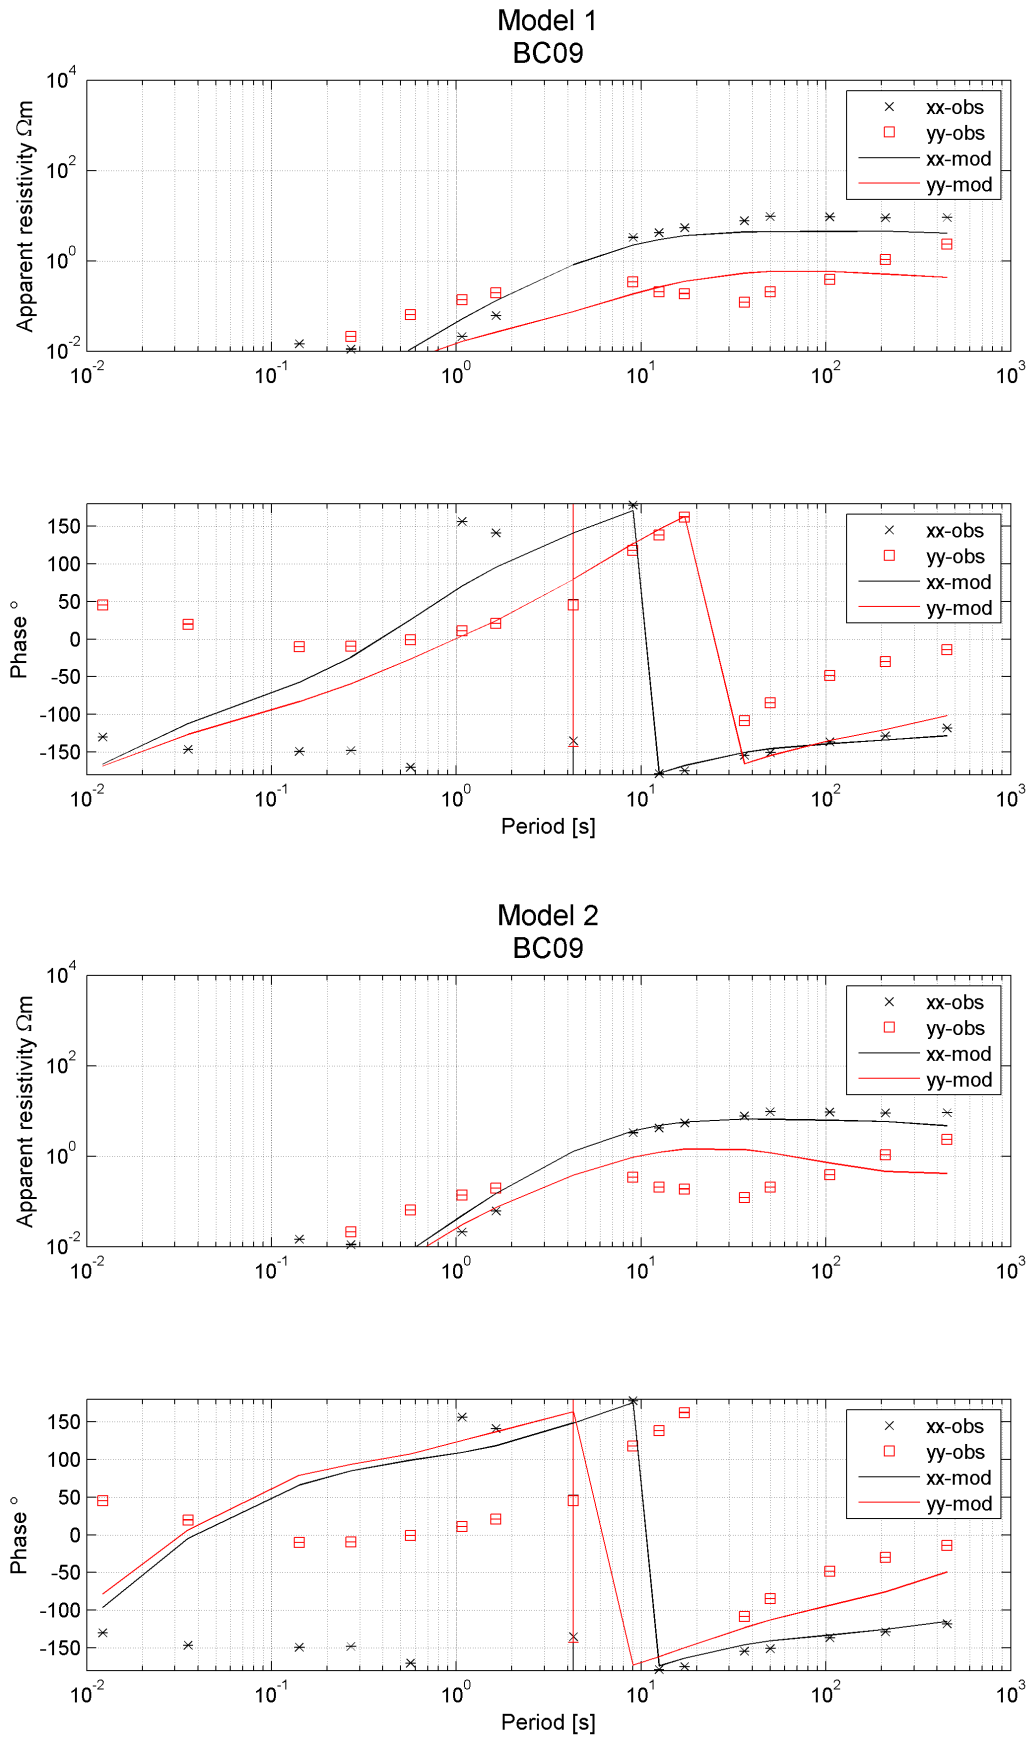 Model 1
BC09
Apparent resistivity Ωm
10^4
10^2
10^0
10^-2
10^-2 10^-1 10^0 10^1 10^2 10^3
xx-obs
yy-obs
xx-mod
yy-mod
Phase °
150
100
50
0
-50
-100
-150
10^-2 10^-1 10^0 10^1 10^2 10^3
Period [s]
xx-obs
yy-obs
xx-mod
yy-mod
Model 2
BC09
Apparent resistivity Ωm
10^4
10^2
10^0
10^-2
10^-2 10^-1 10^0 10^1 10^2 10^3
xx-obs
yy-obs
xx-mod
yy-mod
Phase °
150
100
50
0
-50
-100
-150
10^-2 10^-1 10^0 10^1 10^2 10^3
Period [s]
xx-obs
yy-obs
xx-mod
yy-mod